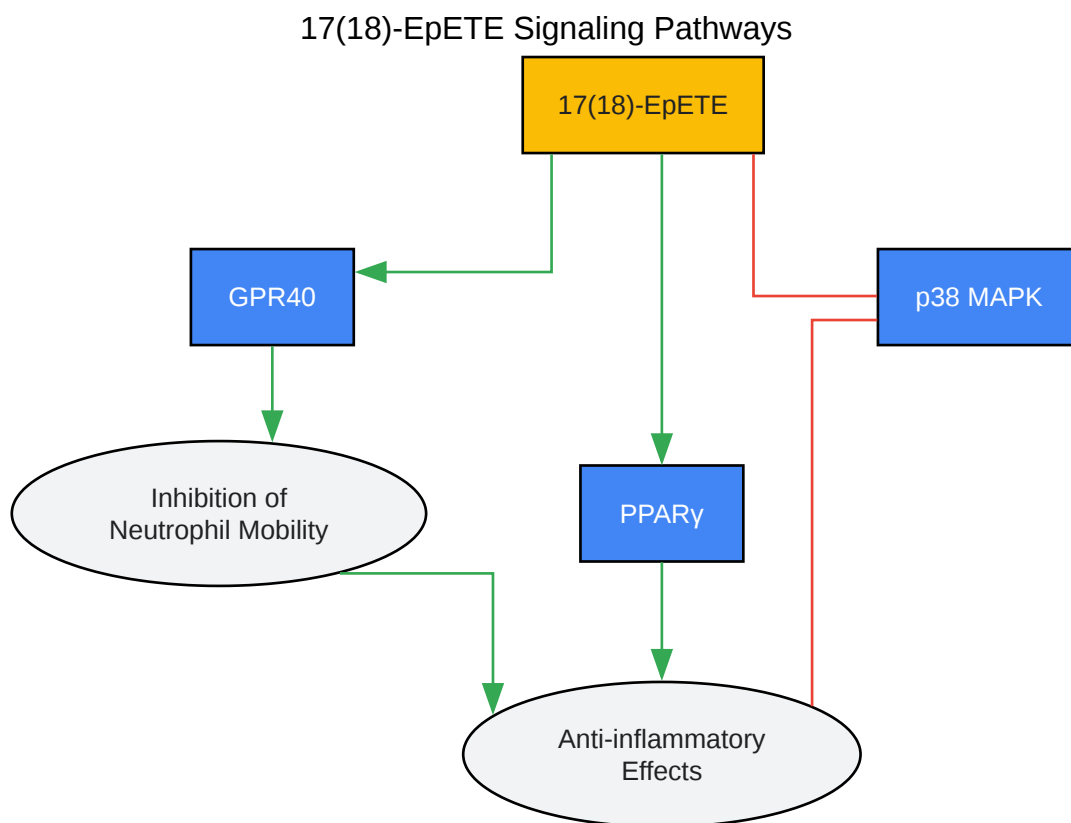 17(18)-EpETE Signaling Pathways
17(18)-EpETE
GPR40
p38 MAPK
Inhibition of
Neutrophil Mobility
PPARγ
Anti-inflammatory
Effects